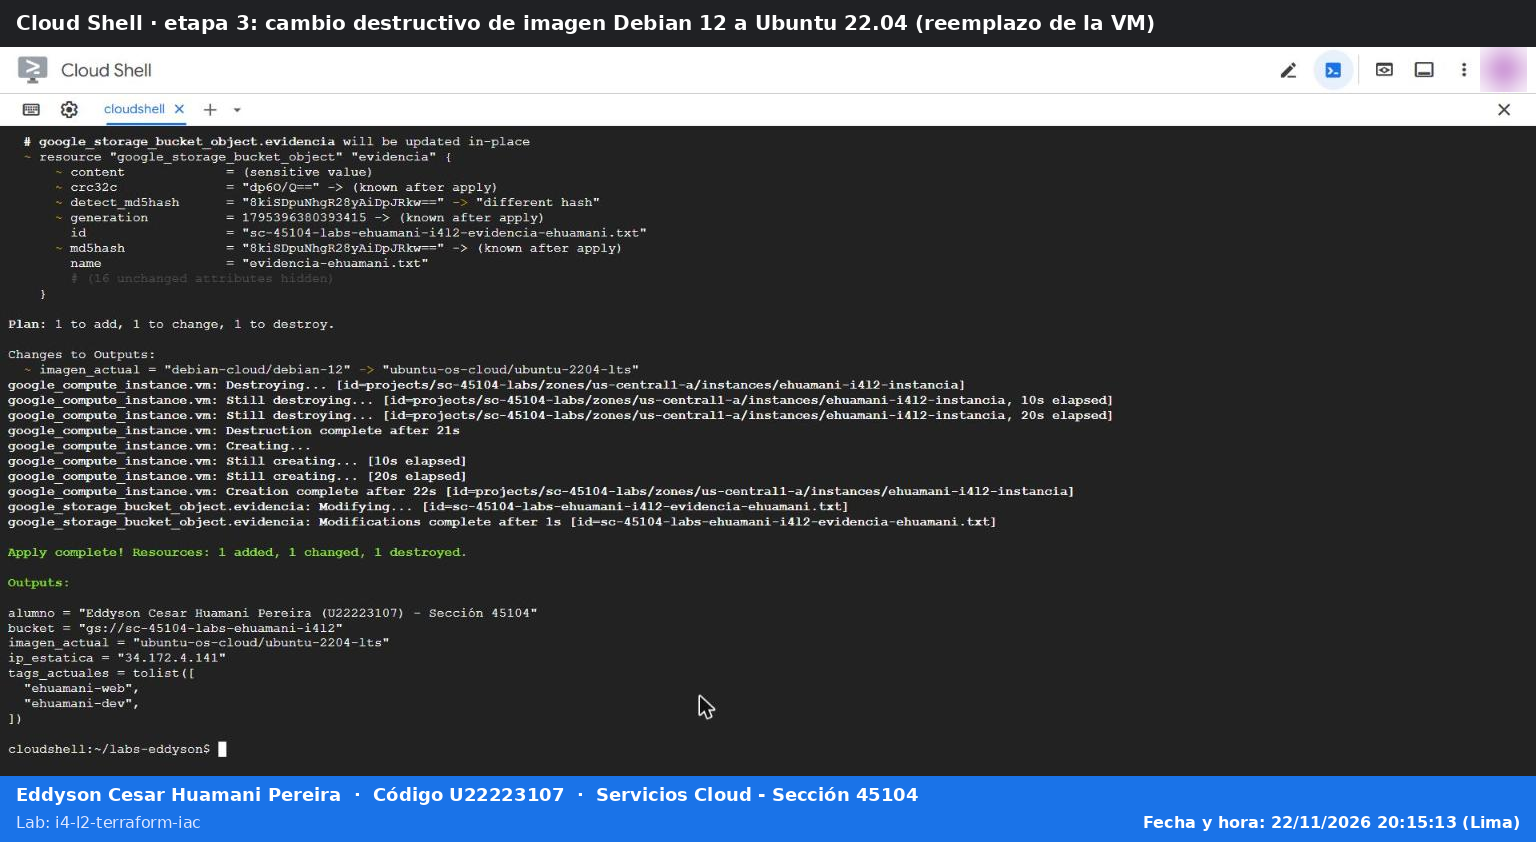 Cloud Shell · etapa 3: cambio destructivo de imagen Debian 12 a Ubuntu 22.04 (reemplazo de la VM)
Cloud Shell
cloudshell
# google_storage_bucket_object.evidencia will be updated in-place
~ resource "google_storage_bucket_object" "evidencia" {
~ content = (sensitive value)
~ crc32c = "dp6O/Q==" -> (known after apply)
~ detect_md5hash = "8kiSDpuNhgR28yAiDpJRkw==" -> "different hash"
~ generation = 1795396380393415 -> (known after apply)
id = "sc-45104-labs-ehuamani-i4l2-evidencia-ehuamani.txt"
~ md5hash = "8kiSDpuNhgR28yAiDpJRkw==" -> (known after apply)
name = "evidencia-ehuamani.txt"
# (16 unchanged attributes hidden)
}
Plan: 1 to add, 1 to change, 1 to destroy.
Changes to Outputs:
~ imagen_actual = "debian-cloud/debian-12" -> "ubuntu-os-cloud/ubuntu-2204-lts"
google_compute_instance.vm: Destroying... [id=projects/sc-45104-labs/zones/us-central1-a/instances/ehuamani-i4l2-instancia]
google_compute_instance.vm: Still destroying... [id=projects/sc-45104-labs/zones/us-central1-a/instances/ehuamani-i4l2-instancia, 10s elapsed]
google_compute_instance.vm: Still destroying... [id=projects/sc-45104-labs/zones/us-central1-a/instances/ehuamani-i4l2-instancia, 20s elapsed]
google_compute_instance.vm: Destruction complete after 21s
google_compute_instance.vm: Creating...
google_compute_instance.vm: Still creating... [10s elapsed]
google_compute_instance.vm: Still creating... [20s elapsed]
google_compute_instance.vm: Creation complete after 22s [id=projects/sc-45104-labs/zones/us-central1-a/instances/ehuamani-i4l2-instancia]
google_storage_bucket_object.evidencia: Modifying... [id=sc-45104-labs-ehuamani-i4l2-evidencia-ehuamani.txt]
google_storage_bucket_object.evidencia: Modifications complete after 1s [id=sc-45104-labs-ehuamani-i4l2-evidencia-ehuamani.txt]
Apply complete! Resources: 1 added, 1 changed, 1 destroyed.
Outputs:
alumno = "Eddyson Cesar Huamani Pereira (U22223107) - Sección 45104"
bucket = "gs://sc-45104-labs-ehuamani-i4l2"
imagen_actual = "ubuntu-os-cloud/ubuntu-2204-lts"
ip_estatica = "34.172.4.141"
tags_actuales = tolist([
"ehuamani-web",
"ehuamani-dev",
])
cloudshell:~/labs-eddyson$
Eddyson Cesar Huamani Pereira · Código U22223107 · Servicios Cloud - Sección 45104
Lab: i4-l2-terraform-iac
Fecha y hora: 22/11/2026 20:15:13 (Lima)